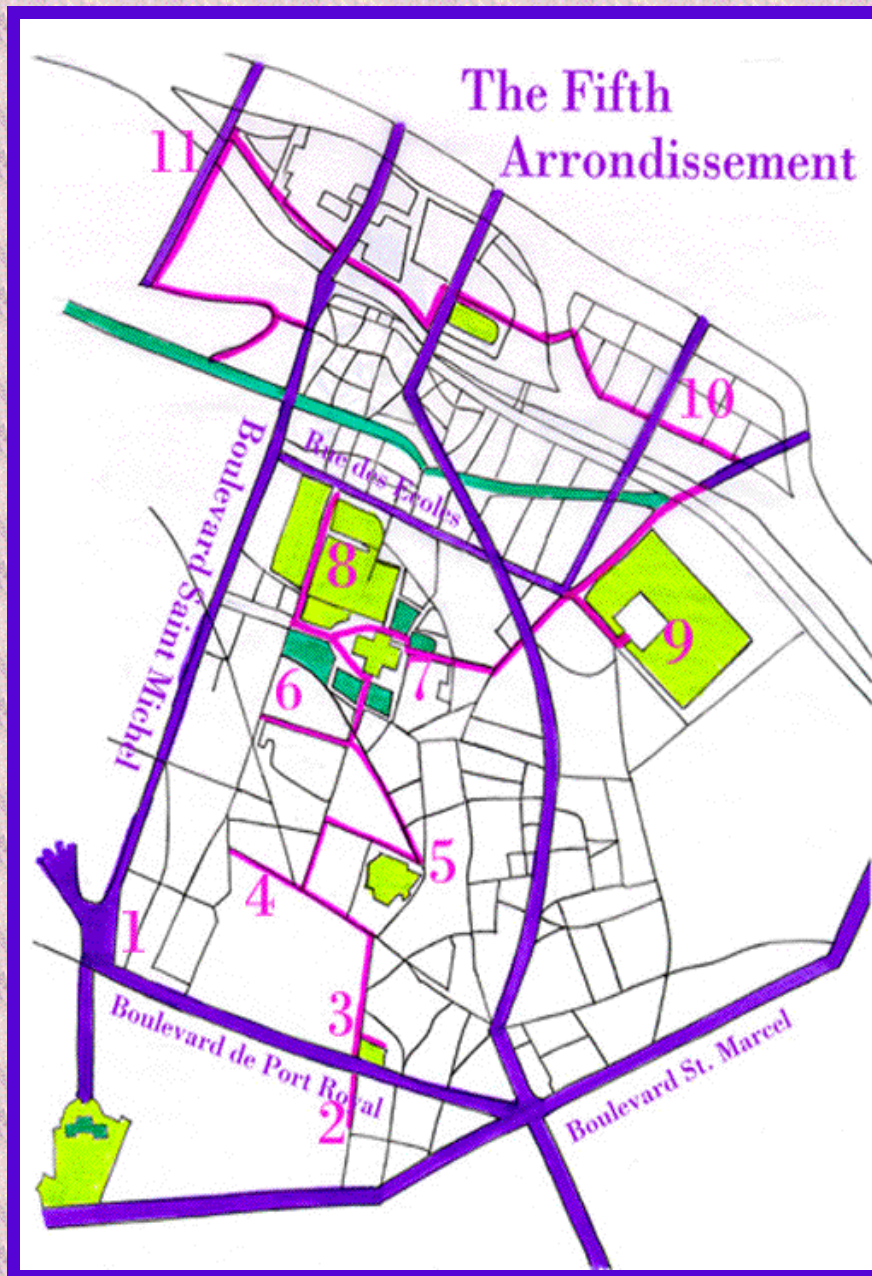 The Fifth
Arrondissement
11
10
Rue des Ecoles
Boulevard Saint Michel
8
9
7
6
5
4
1
3
Boulevard de Port Royal
Boulevard St. Marcel
2